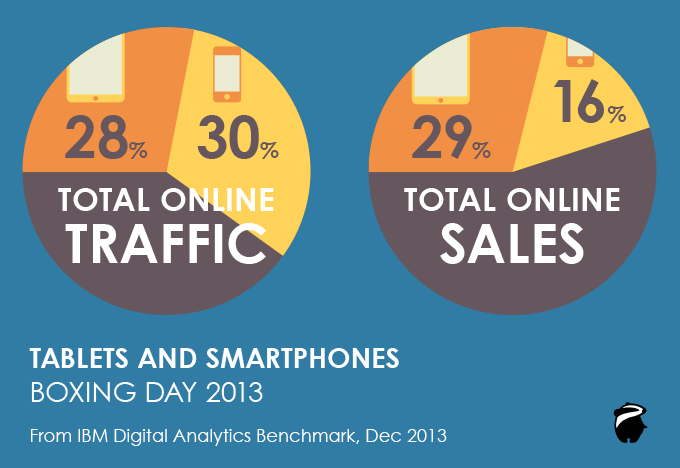 28%
30%
TOTAL ONLINE
TRAFFIC
29%
16%
TOTAL ONLINE
SALES
TABLETS AND SMARTPHONES
BOXING DAY 2013
From IBM Digital Analytics Benchmark, Dec 2013